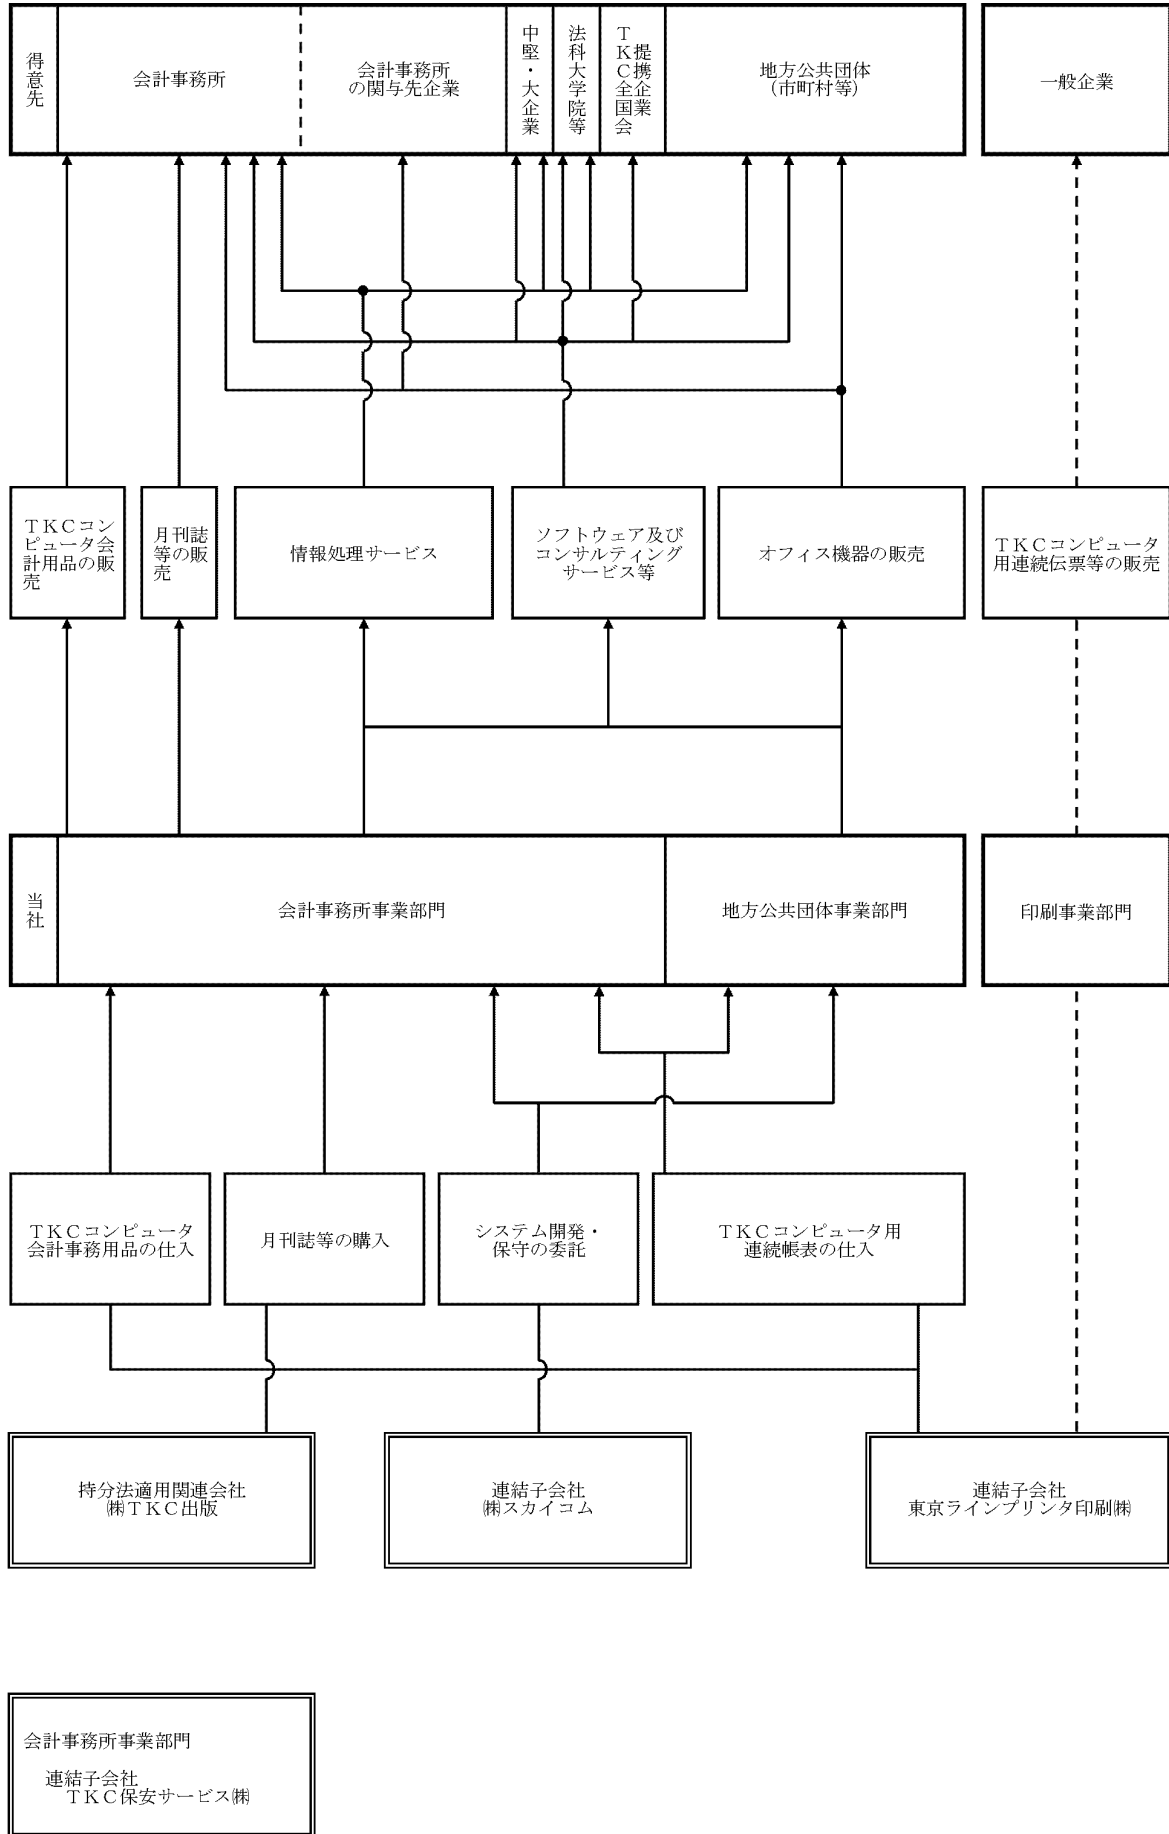 得意先
会計事務所
会計事務所
の関与先企業
中堅・大企業
法科大学院等
ＴＫＣ全国会
提携企業
地方公共団体
(市町村等)
一般企業
ＴＫＣコン
ピュータ会
計用品の販
売
月刊誌
等の販
売
情報処理サービス
ソフトウェア及び
コンサルティング
サービス等
オフィス機器の販売
ＴＫＣコンピュータ
用連続伝票等の販売
当社
会計事務所事業部門
地方公共団体事業部門
印刷事業部門
ＴＫＣコンピュータ
会計事務用品の仕入
月刊誌等の購入
システム開発・
保守の委託
ＴＫＣコンピュータ用
連続帳表の仕入
持分法適用関連会社
㈱ＴＫＣ出版
連結子会社
㈱スカイコム
連結子会社
東京ラインプリンタ印刷㈱
会計事務所事業部門
連結子会社
ＴＫＣ保安サービス㈱